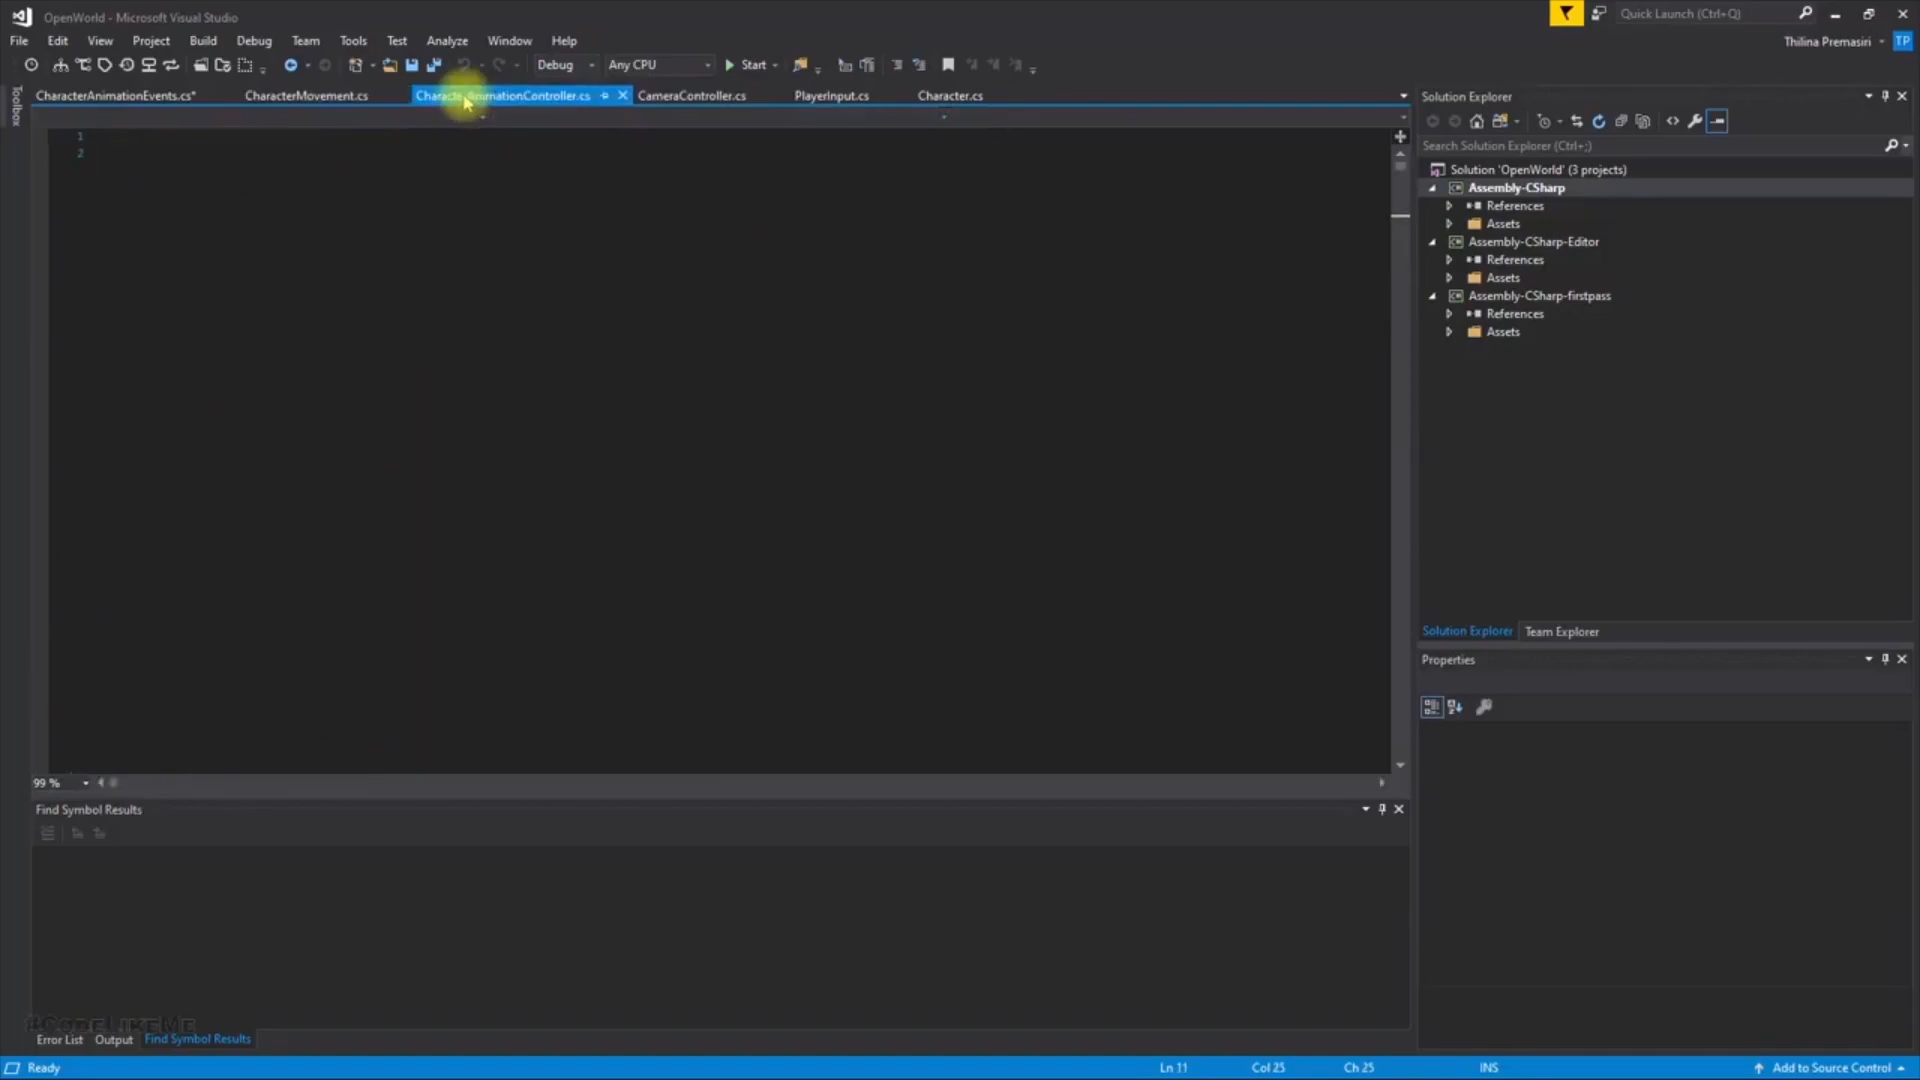 OpenWorld - Microsoft Visual Studio
Quick Launch (Ctrl+Q)
File Edit View Project Build Debug Team Tools Test Analyze Window Help
Thilina Premasiri TP
Debug Any CPU Start
Toolbox
CharacterAnimationEvents.cs* CharacterMovement.cs CharacterAnimationController.cs CameraController.cs PlayerInput.cs Character.cs
1
2
Solution Explorer
Search Solution Explorer (Ctrl+;)
Solution 'OpenWorld' (3 projects)
Assembly-CSharp
References
Assets
Assembly-CSharp-Editor
References
Assets
Assembly-CSharp-firstpass
References
Assets
Solution Explorer Team Explorer
Properties
99 %
Find Symbol Results
#CodeLikeMe
Error List Output Find Symbol Results
Ready Ln 11 Col 25 Ch 25 INS Add to Source Control